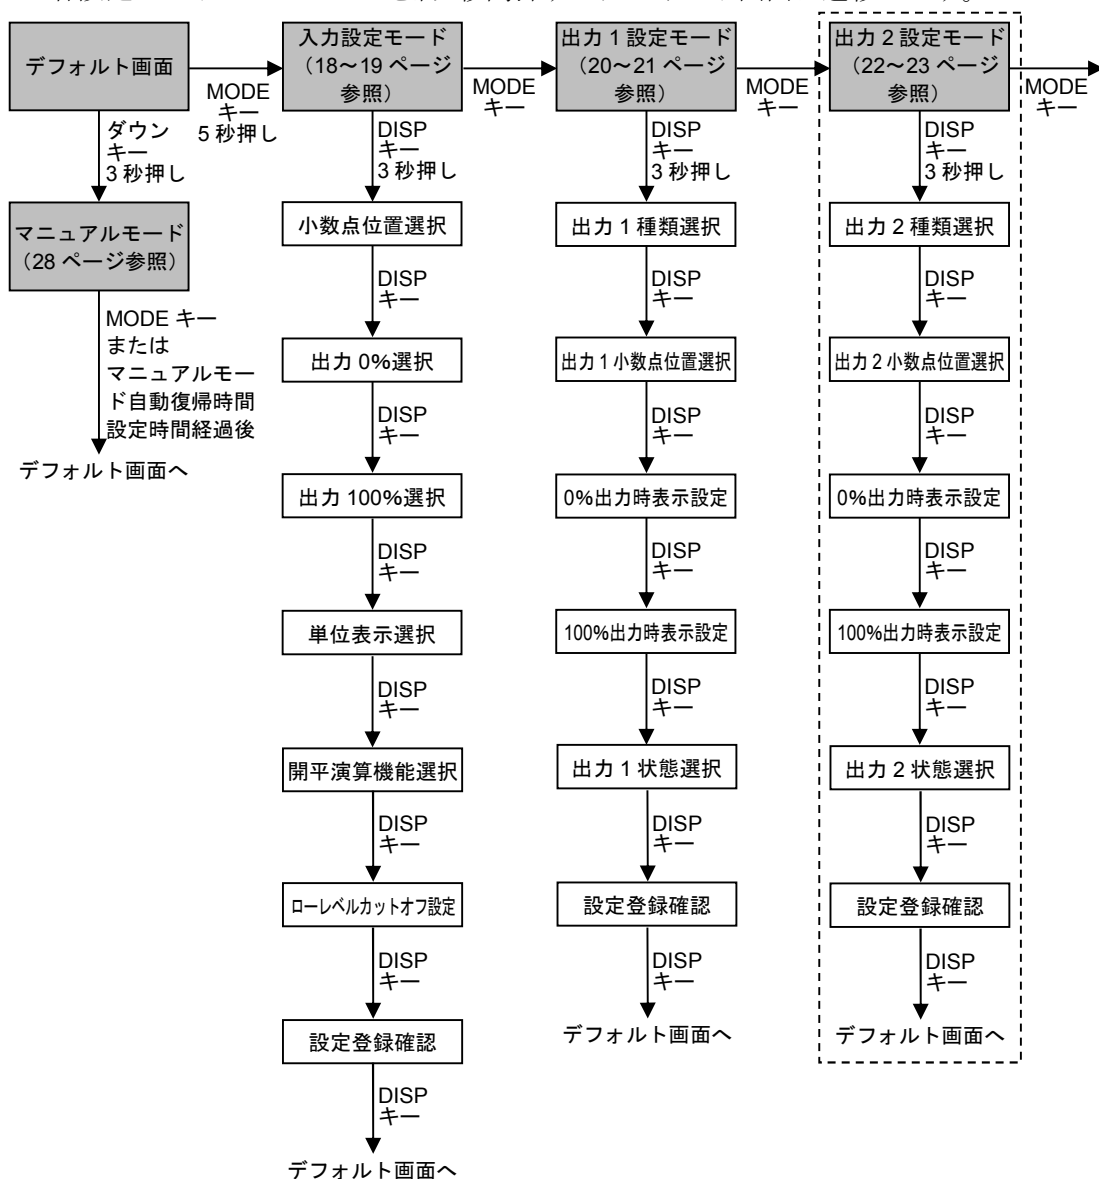 デフォルト画面
MODE
キー
5 秒押し
入力設定モード
(18～19 ページ
参照)
MODE
キー
出力 1 設定モード
(20～21 ページ
参照)
MODE
キー
出力 2 設定モード
(22～23 ページ
参照)
MODE
キー
ダウン
キー
3 秒押し
マニュアルモード
(28 ページ参照)
MODE キー
または
マニュアルモー
ド自動復帰時間
設定時間経過後
デフォルト画面へ
DISP
キー
3 秒押し
小数点位置選択
DISP
キー
出力 0%選択
DISP
キー
出力 100%選択
DISP
キー
単位表示選択
DISP
キー
開平演算機能選択
DISP
キー
ローレベルカットオフ設定
DISP
キー
設定登録確認
DISP
キー
デフォルト画面へ
DISP
キー
3 秒押し
出力 1 種類選択
DISP
キー
出力 1 小数点位置選択
DISP
キー
0%出力時表示設定
DISP
キー
100%出力時表示設定
DISP
キー
出力 1 状態選択
DISP
キー
設定登録確認
DISP
キー
デフォルト画面へ
DISP
キー
3 秒押し
出力 2 種類選択
DISP
キー
出力 2 小数点位置選択
DISP
キー
0%出力時表示設定
DISP
キー
100%出力時表示設定
DISP
キー
出力 2 状態選択
DISP
キー
設定登録確認
DISP
キー
デフォルト画面へ